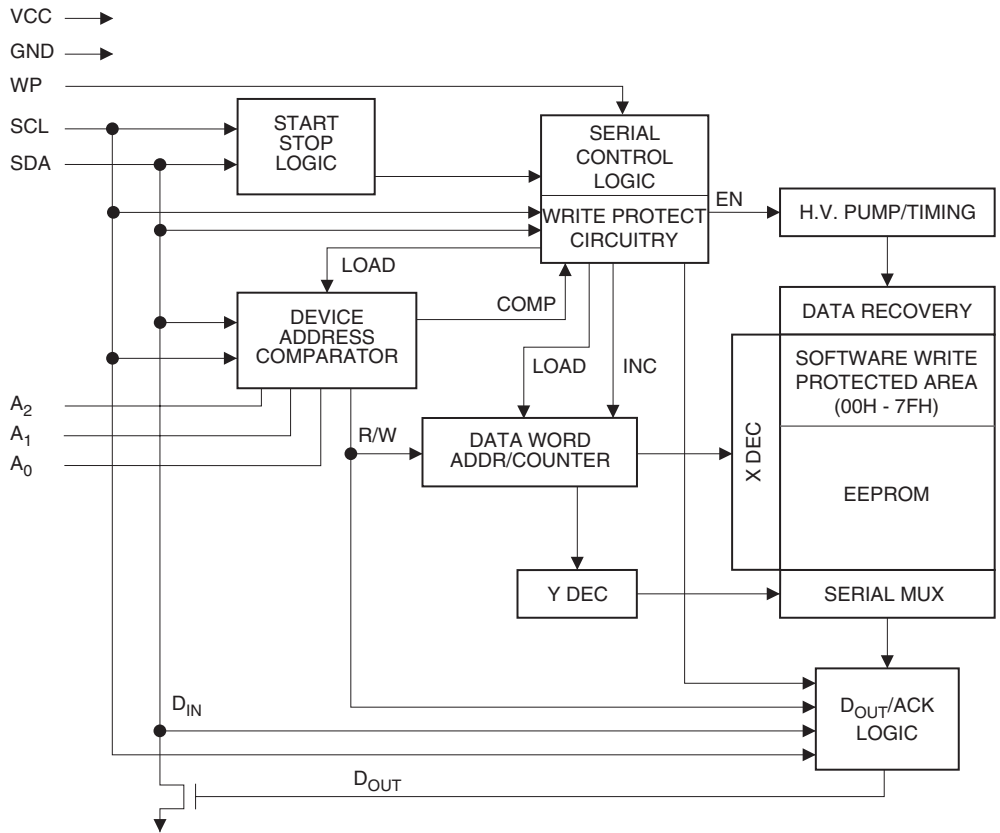 VCC
GND
WP
SCL
SDA
START
STOP
LOGIC
SERIAL
CONTROL
LOGIC
WRITE PROTECT
CIRCUITRY
EN
H.V. PUMP/TIMING
LOAD
COMP
DEVICE
ADDRESS
COMPARATOR
LOAD
INC
DATA RECOVERY
SOFTWARE WRITE
PROTECTED AREA
(00H - 7FH)
X DEC
EEPROM
A2
A1
A0
R/W
DATA WORD
ADDR/COUNTER
Y DEC
SERIAL MUX
DIN
DOUT/ACK
LOGIC
DOUT